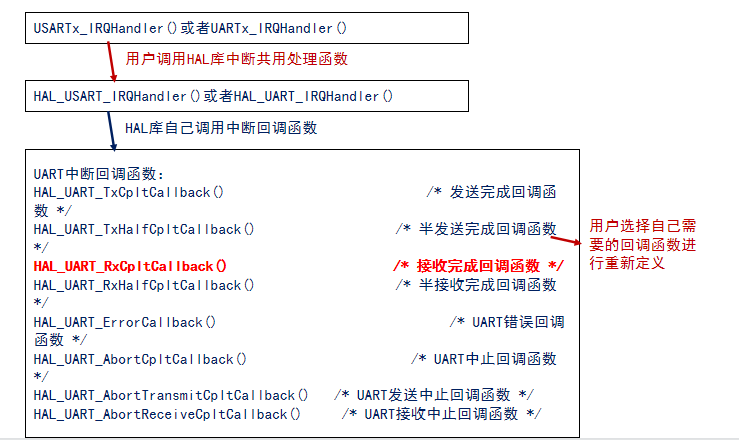 USARTx_IRQHandler()或者UARTx_IRQHandler()
用户调用HAL库中断共用处理函数
HAL_USART_IRQHandler()或者HAL_UART_IRQHandler()
HAL库自己调用中断回调函数
UART中断回调函数:
HAL_UART_TxCpltCallback() /* 发送完成回调函
数 */
HAL_UART_TxHalfCpltCallback() /* 半发送完成回调函数
*/
HAL_UART_RxCpltCallback() /* 接收完成回调函数 */
HAL_UART_RxHalfCpltCallback() /* 半接收完成回调函数
*/
HAL_UART_ErrorCallback() /* UART错误回调
函数 */
HAL_UART_AbortCpltCallback() /* UART中止回调函数
*/
HAL_UART_AbortTransmitCpltCallback() /* UART发送中止回调函数 */
HAL_UART_AbortReceiveCpltCallback() /* UART接收中止回调函数 */
用户选择自己需
要的回调函数进
行重新定义